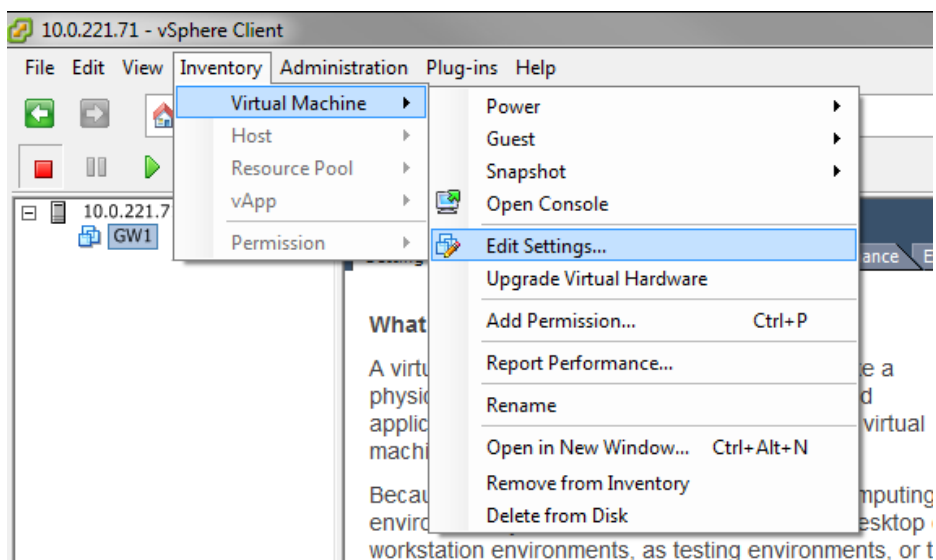 10.0.221.71 - vSphere Client
File Edit View Inventory Administration Plug-ins Help
Virtual Machine
Host
Resource Pool
vApp
Permission
Power
Guest
Snapshot
Open Console
Edit Settings...
Upgrade Virtual Hardware
Add Permission... Ctrl+P
Report Performance...
Rename
Open in New Window... Ctrl+Alt+N
Remove from Inventory
Delete from Disk
10.0.221.7
GW1
ance E
What
A virtu e a
physic d
applic virtual
machi
Becau mputing
enviro esktop
workstation environments, as testing environments, or t